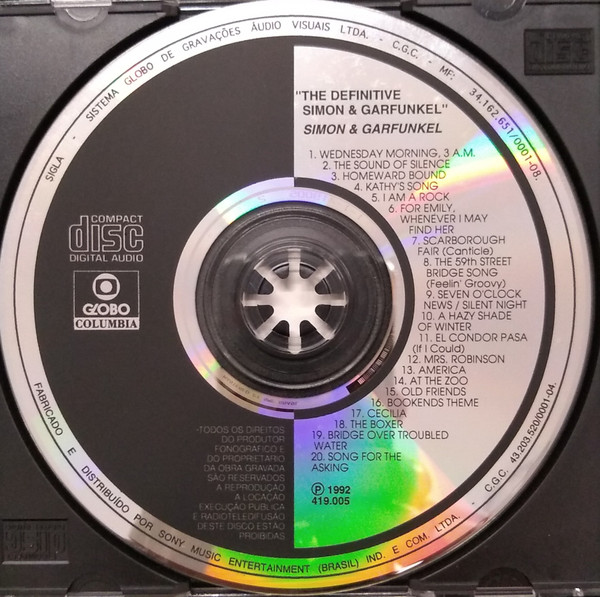 SIGLA - SISTEMA GLOBO DE GRAVAÇÕES ÁUDIO VISUAIS LTDA. - C.G.C. - MF: 34.162.651/0001-08.
"THE DEFINITIVE
SIMON & GARFUNKEL"
SIMON & GARFUNKEL
1. WEDNESDAY MORNING, 3 A.M.
2. THE SOUND OF SILENCE
3. HOMEWARD BOUND
4. KATHY'S SONG
5. I AM A ROCK
6. FOR EMILY,
WHENEVER I MAY
FIND HER
7. SCARBOROUGH
FAIR (Canticle)
8. THE 59th STREET
BRIDGE SONG
(Feelin' Groovy)
9. SEVEN O'CLOCK
NEWS / SILENT NIGHT
10. A HAZY SHADE
OF WINTER
11. EL CONDOR PASA
(If I Could)
12. MRS. ROBINSON
13. AMERICA
14. AT THE ZOO
15. OLD FRIENDS
16. BOOKENDS THEME
17. CECILIA
18. THE BOXER
19. BRIDGE OVER TROUBLED
WATER
20. SONG FOR THE
ASKING
℗ 1992
419.005
COMPACT
disc
DIGITAL AUDIO
GLOBO
COLUMBIA
-TODOS OS DIREITOS
DO PRODUTOR
FONOGRÁFICO E
DO PROPRIETÁRIO
DA OBRA GRAVADA
SÃO RESERVADOS
A REPRODUÇÃO
A LOCAÇÃO
EXECUÇÃO PÚBLICA
E RADIOTELEDIFUSÃO
DESTE DISCO ESTÃO
PROIBIDAS
FABRICADO E DISTRIBUÍDO POR SONY MUSIC ENTERTAINMENT (BRASIL) IND. E COM. LTDA. - C.G.C. 43.203.520/0001-04.
disc